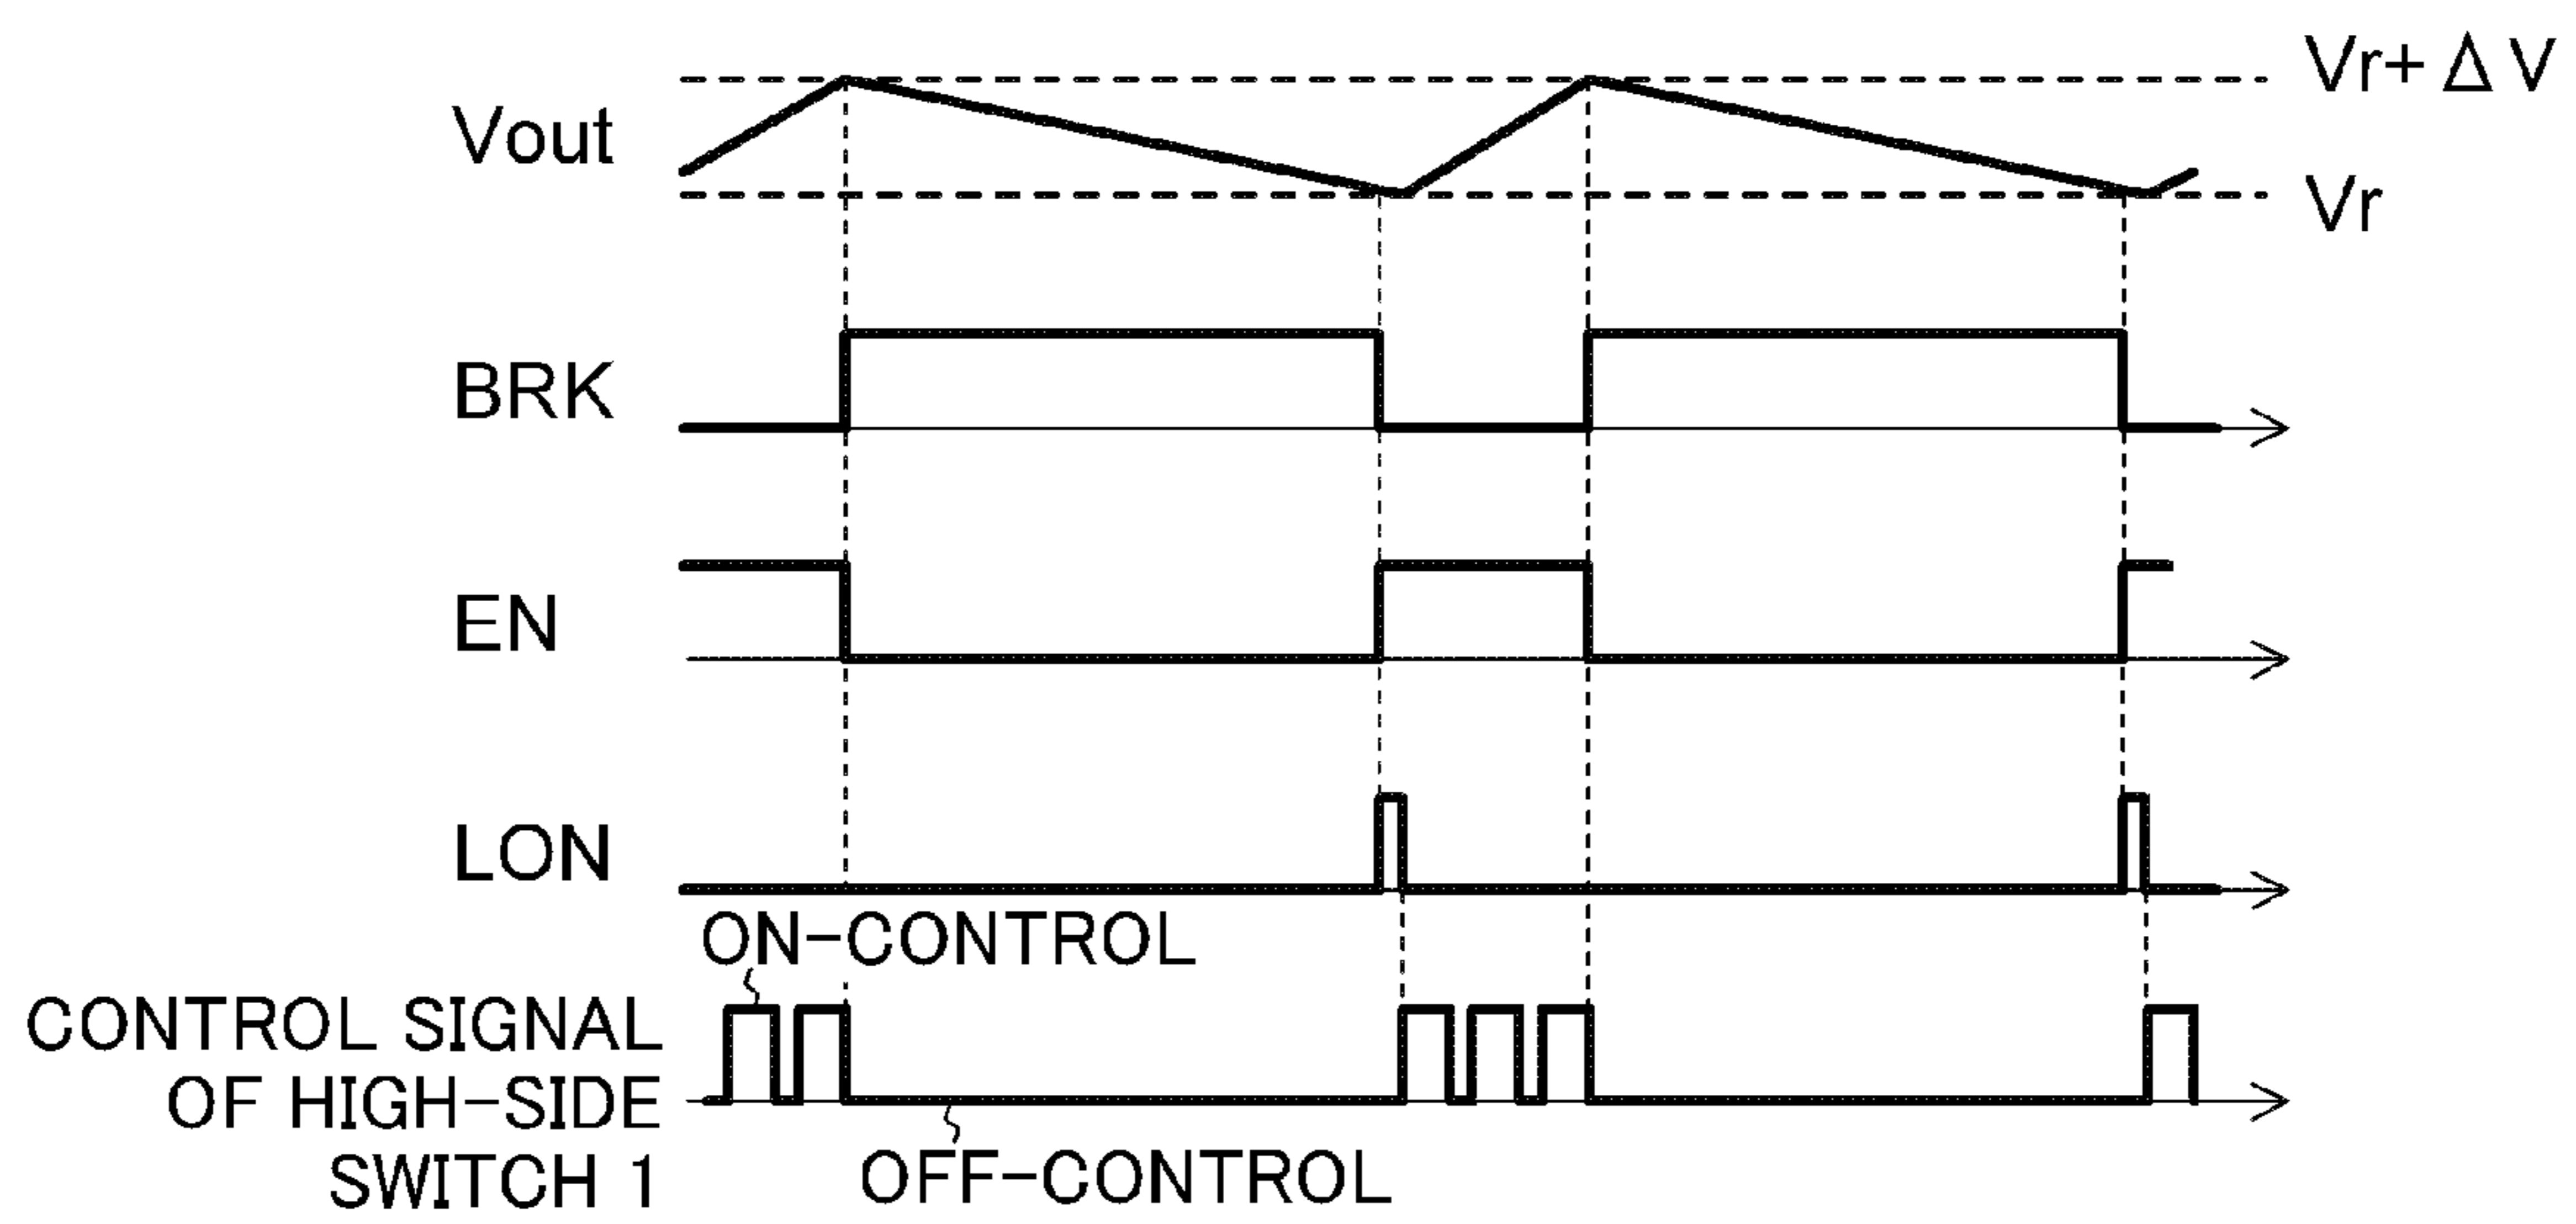 Vr+ΔV
Vout
Vr
BRK
EN
LON
ON-CONTROL
CONTROL SIGNAL
OF HIGH-SIDE
SWITCH 1
OFF-CONTROL